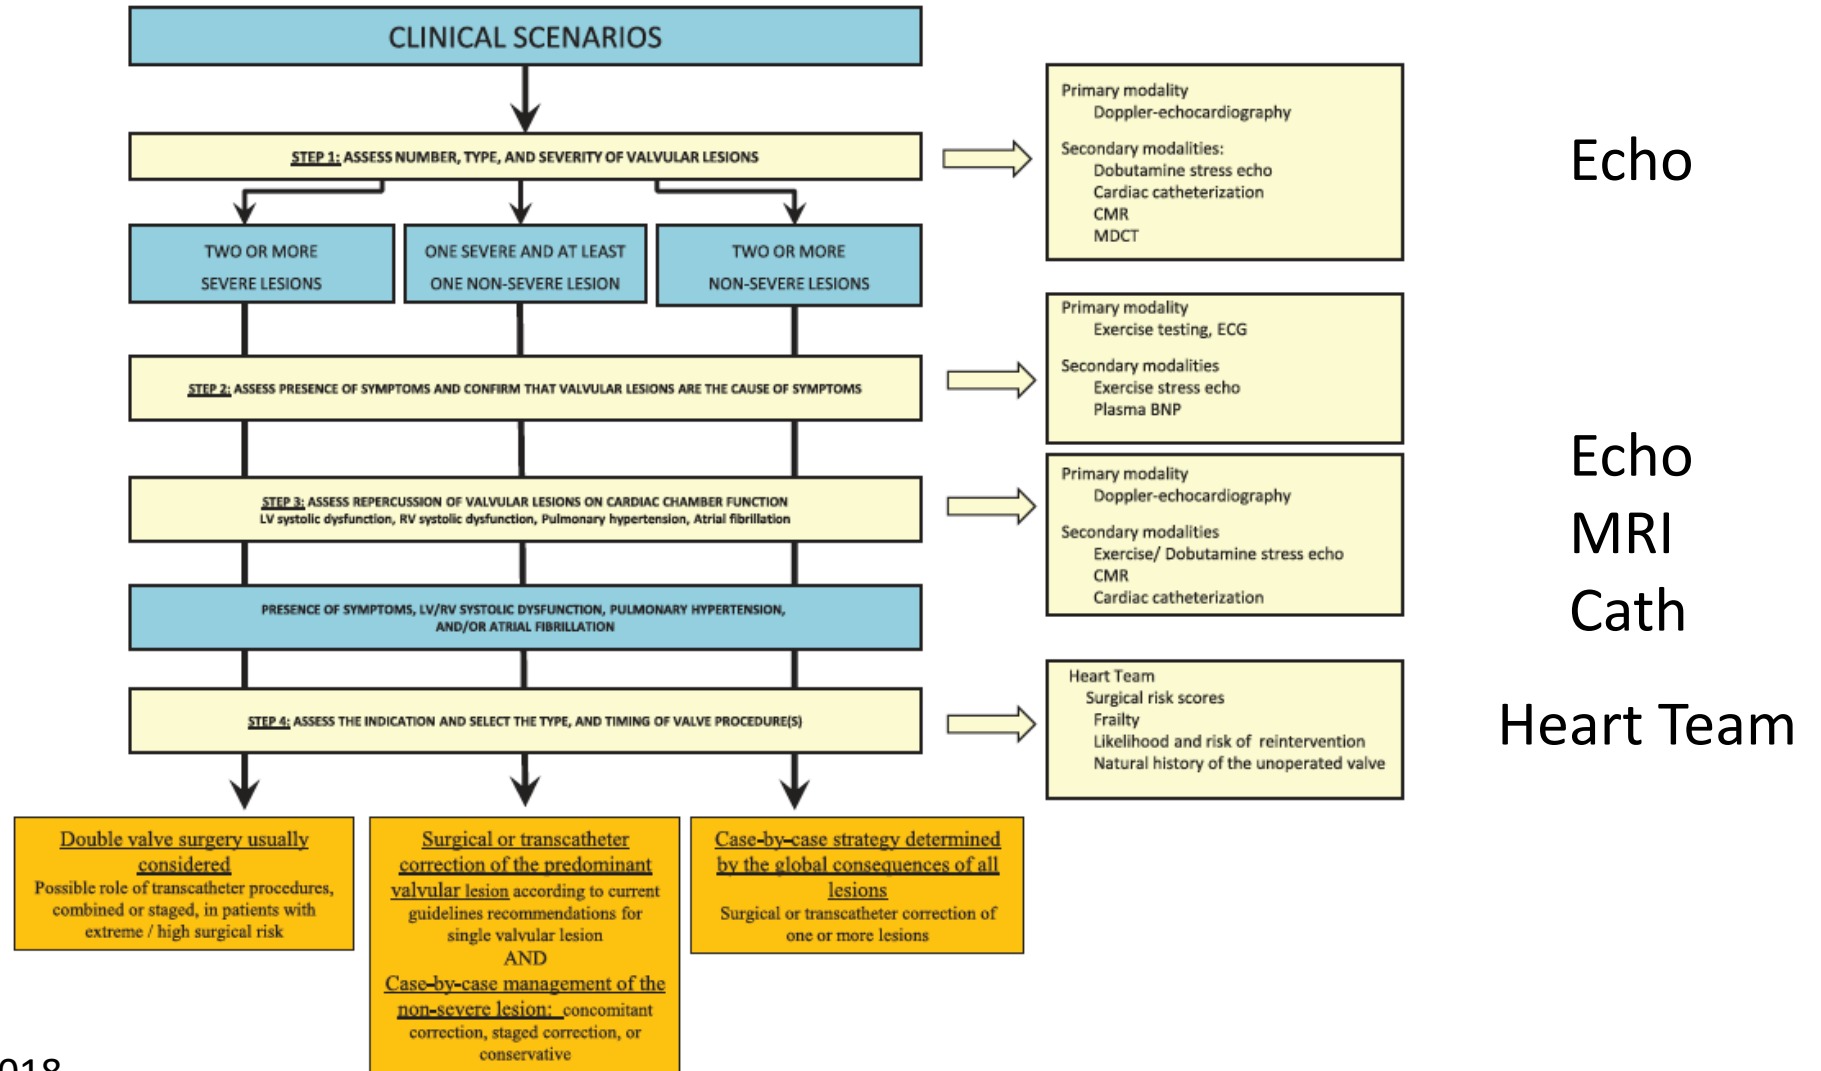 CLINICAL SCENARIOS
STEP 1: ASSESS NUMBER, TYPE, AND SEVERITY OF VALVULAR LESIONS
Primary modality
Doppler-echocardiography
Secondary modalities:
Dobutamine stress echo
Cardiac catheterization
CMR
MDCT
Echo
TWO OR MORE
SEVERE LESIONS
ONE SEVERE AND AT LEAST
ONE NON-SEVERE LESION
TWO OR MORE
NON-SEVERE LESIONS
STEP 2: ASSESS PRESENCE OF SYMPTOMS AND CONFIRM THAT VALVULAR LESIONS ARE THE CAUSE OF SYMPTOMS
Primary modality
Exercise testing, ECG
Secondary modalities
Exercise stress echo
Plasma BNP
STEP 3: ASSESS REPERCUSSION OF VALVULAR LESIONS ON CARDIAC CHAMBER FUNCTION
LV systolic dysfunction, RV systolic dysfunction, Pulmonary hypertension, Atrial fibrillation
Primary modality
Doppler-echocardiography
Secondary modalities
Exercise/ Dobutamine stress echo
CMR
Cardiac catheterization
Echo
MRI
Cath
PRESENCE OF SYMPTOMS, LV/RV SYSTOLIC DYSFUNCTION, PULMONARY HYPERTENSION,
AND/OR ATRIAL FIBRILLATION
STEP 4: ASSESS THE INDICATION AND SELECT THE TYPE, AND TIMING OF VALVE PROCEDURE(S)
Heart Team
Surgical risk scores
Frailty
Likelihood and risk of reintervention
Natural history of the unoperated valve
Heart Team
Double valve surgery usually
considered
Possible role of transcatheter procedures,
combined or staged, in patients with
extreme / high surgical risk
Surgical or transcatheter
correction of the predominant
valvular lesion according to current
guidelines recommendations for
single valvular lesion
AND
Case-by-case management of the
non-severe lesion: concomitant
correction, staged correction, or
conservative
Case-by-case strategy determined
by the global consequences of all
lesions
Surgical or transcatheter correction of
one or more lesions